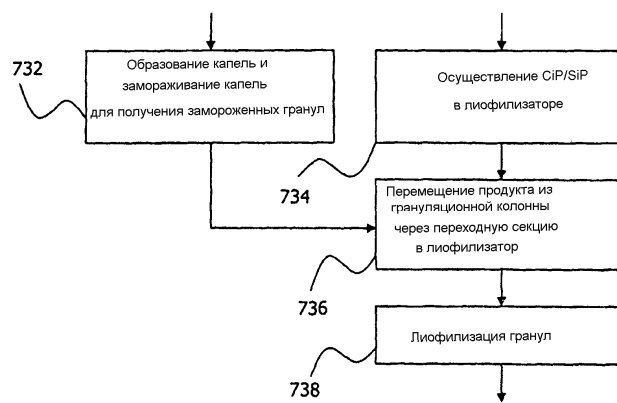 732
Образование капель и
замораживание капель
для получения замороженных гранул
Осуществление CiP/SiP
в лиофилизаторе
734
Перемещение продукта из
грануляционной колонны
через переходную секцию
в лиофилизатор
736
Лиофилизация гранул
738